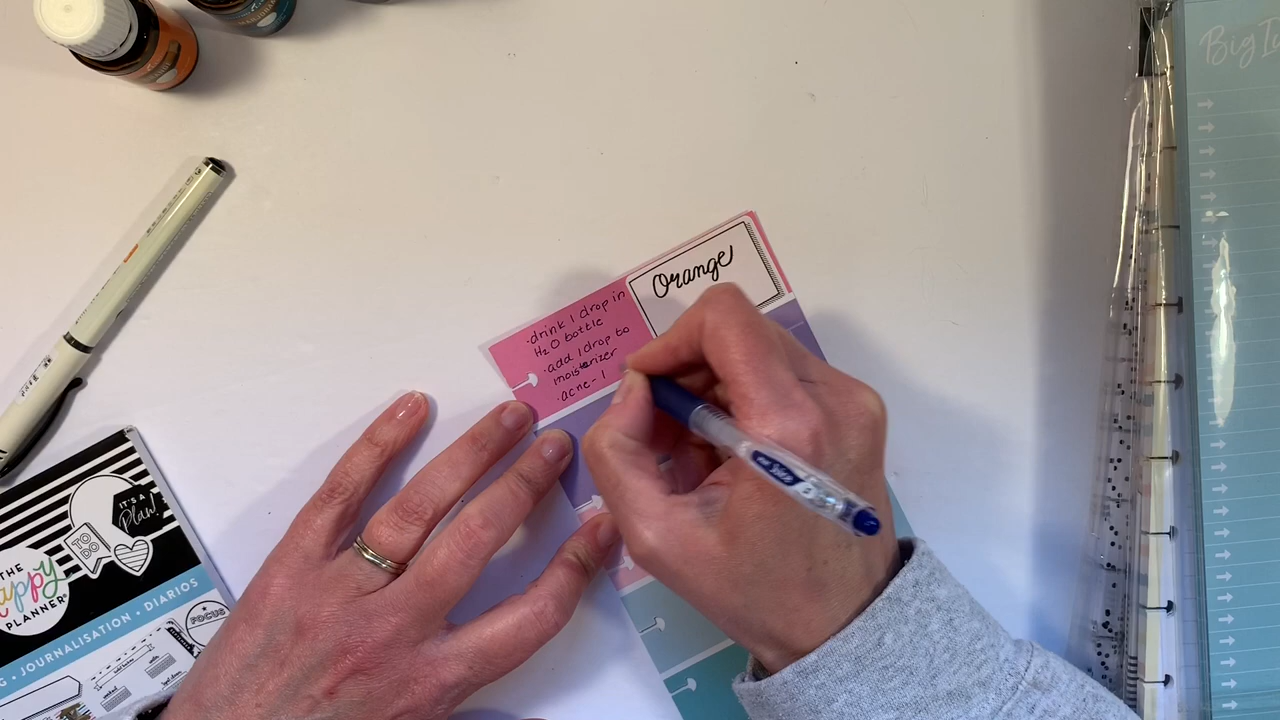 Big
Orange
·drink 1 drop in
H₂O bottle
·add 1 drop to
moisterizer
·acne- 1
IT'S A
Plan!
TO
DO
THE
happy
PLANNER®
FOCUS
G • JOURNALISATION • DIARIOS